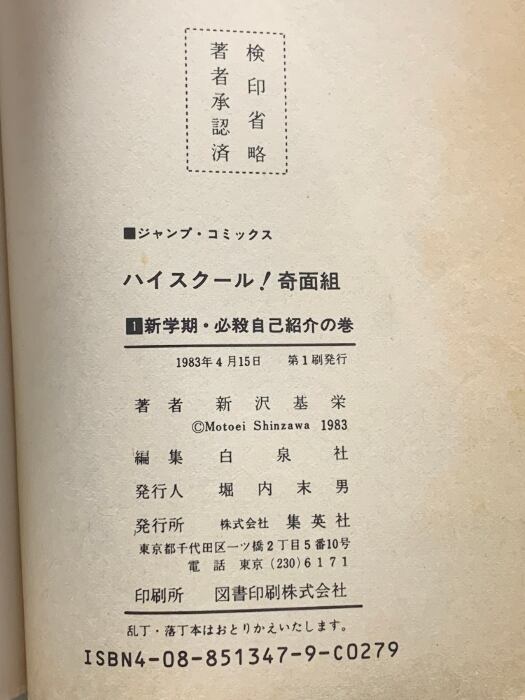 検印省略
著者承認済
■ジャンプ・コミックス
ハイスクール!奇面組
1新学期・必殺自己紹介の巻
1983年4月15日 第1刷発行
著者 新沢基栄
©Motoei Shinzawa 1983
編集 白泉社
発行人 堀内末男
発行所 株式会社 集英社
東京都千代田区一ツ橋2丁目5番10号
電話 東京(230)6171
印刷所 図書印刷株式会社
乱丁・落丁本はおとりかえいたします。
ISBN4-08-851347-9-C0279